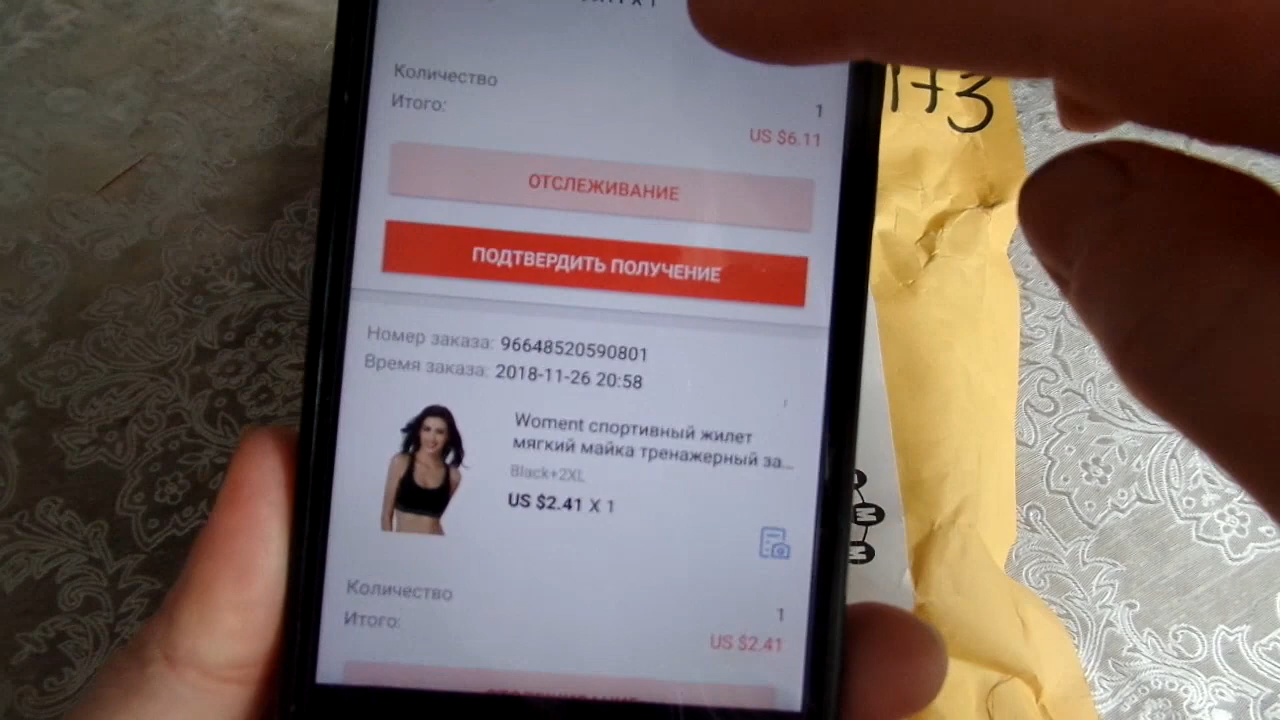 X 1
Количество
1
Итого:
US $6.11
ОТСЛЕЖИВАНИЕ
ПОДТВЕРДИТЬ ПОЛУЧЕНИЕ
Номер заказа: 96648520590801
Время заказа: 2018-11-26 20:58
Woment спортивный жилет
мягкий майка тренажерный за...
Black+2XL
US $2.41 X 1
Количество
1
Итого:
US $2.41
ОТСЛЕЖИВАНИЕ
M
M